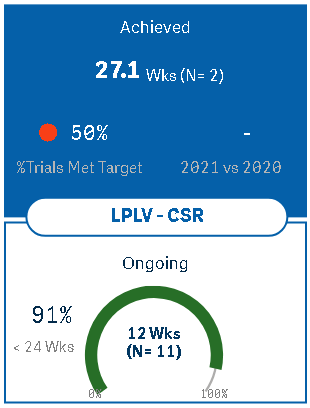 Achieved
27.1 Wks (N= 2)
50% -
%Trials Met Target 2021 vs 2020
LPLV - CSR
Ongoing
91%
< 24 Wks
12 Wks
(N= 11)
0% 100%